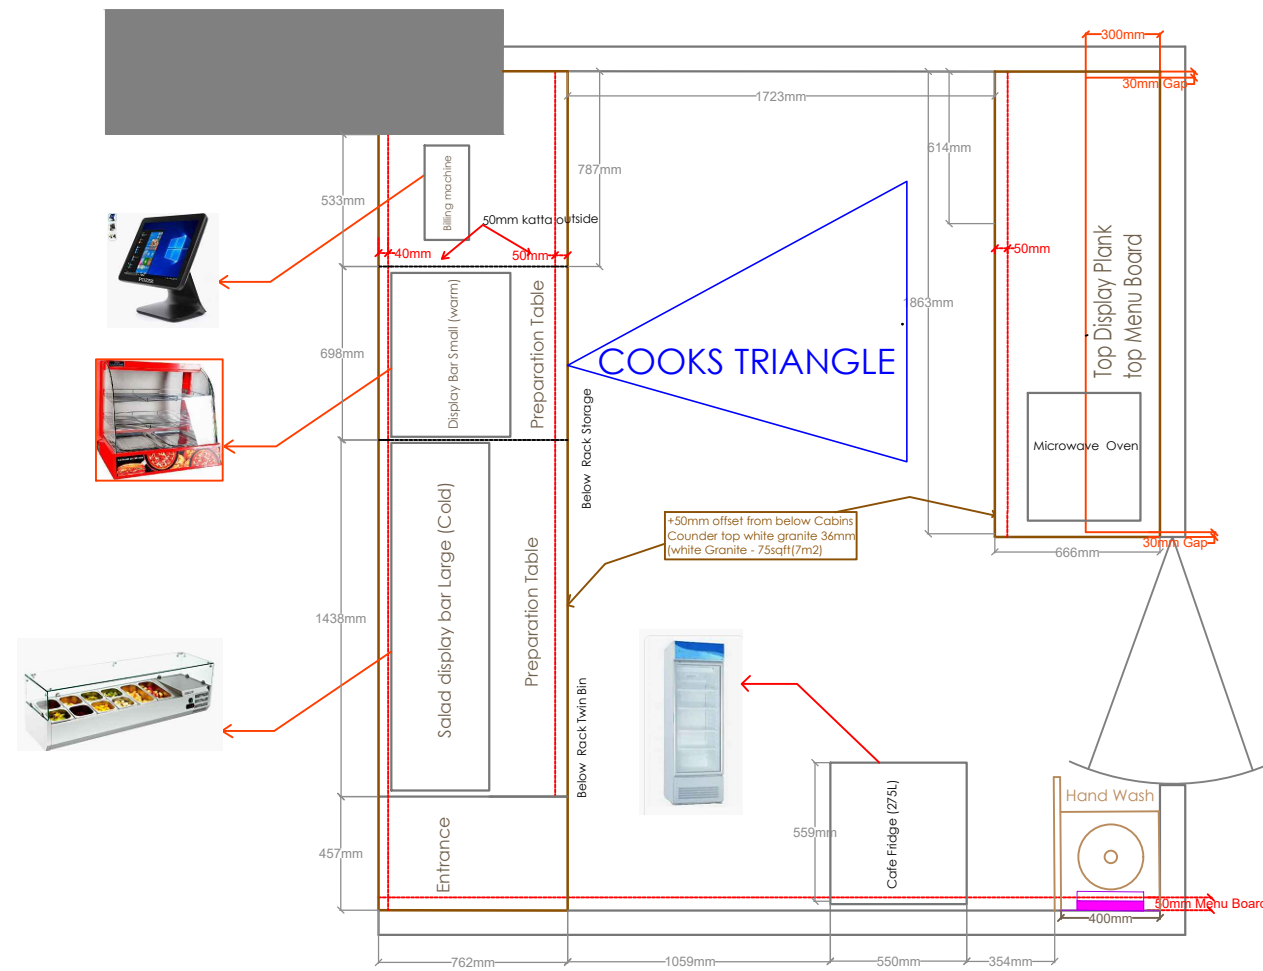 300mm
30mm Gap
1723mm
614mm
787mm
533mm
Billing machine
50mm katta outside
40mm
50mm
50mm
Top Display Plank
top Menu Board
1863mm
698mm
Display Bar Small (warm)
Preparation Table
COOKS TRIANGLE
Below Rack Storage
Microwave Oven
+50mm offset from below Cabins
Counder top white granite 36mm
(white Granite - 75sqft(7m2)
30mm Gap
666mm
1438mm
Salad display bar Large (Cold)
Preparation Table
Below Rack Twin Bin
Hand Wash
559mm
Cafe Fridge (275L)
457mm
Entrance
50mm Menu Board
400mm
762mm
1059mm
550mm
354mm